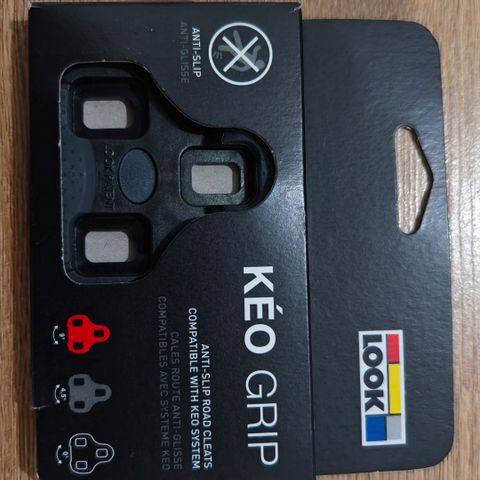 ANTI-SLIP
ANTI-GLISSE
KÉO GRIP
ANTI-SLIP ROAD CLEATS
COMPATIBLE WITH KEO SYSTEM
CALES ROUTE ANTI-GLISSE
COMPATIBLES AVEC SYSTEME KEO
9°
4,5°
0°
LOOK